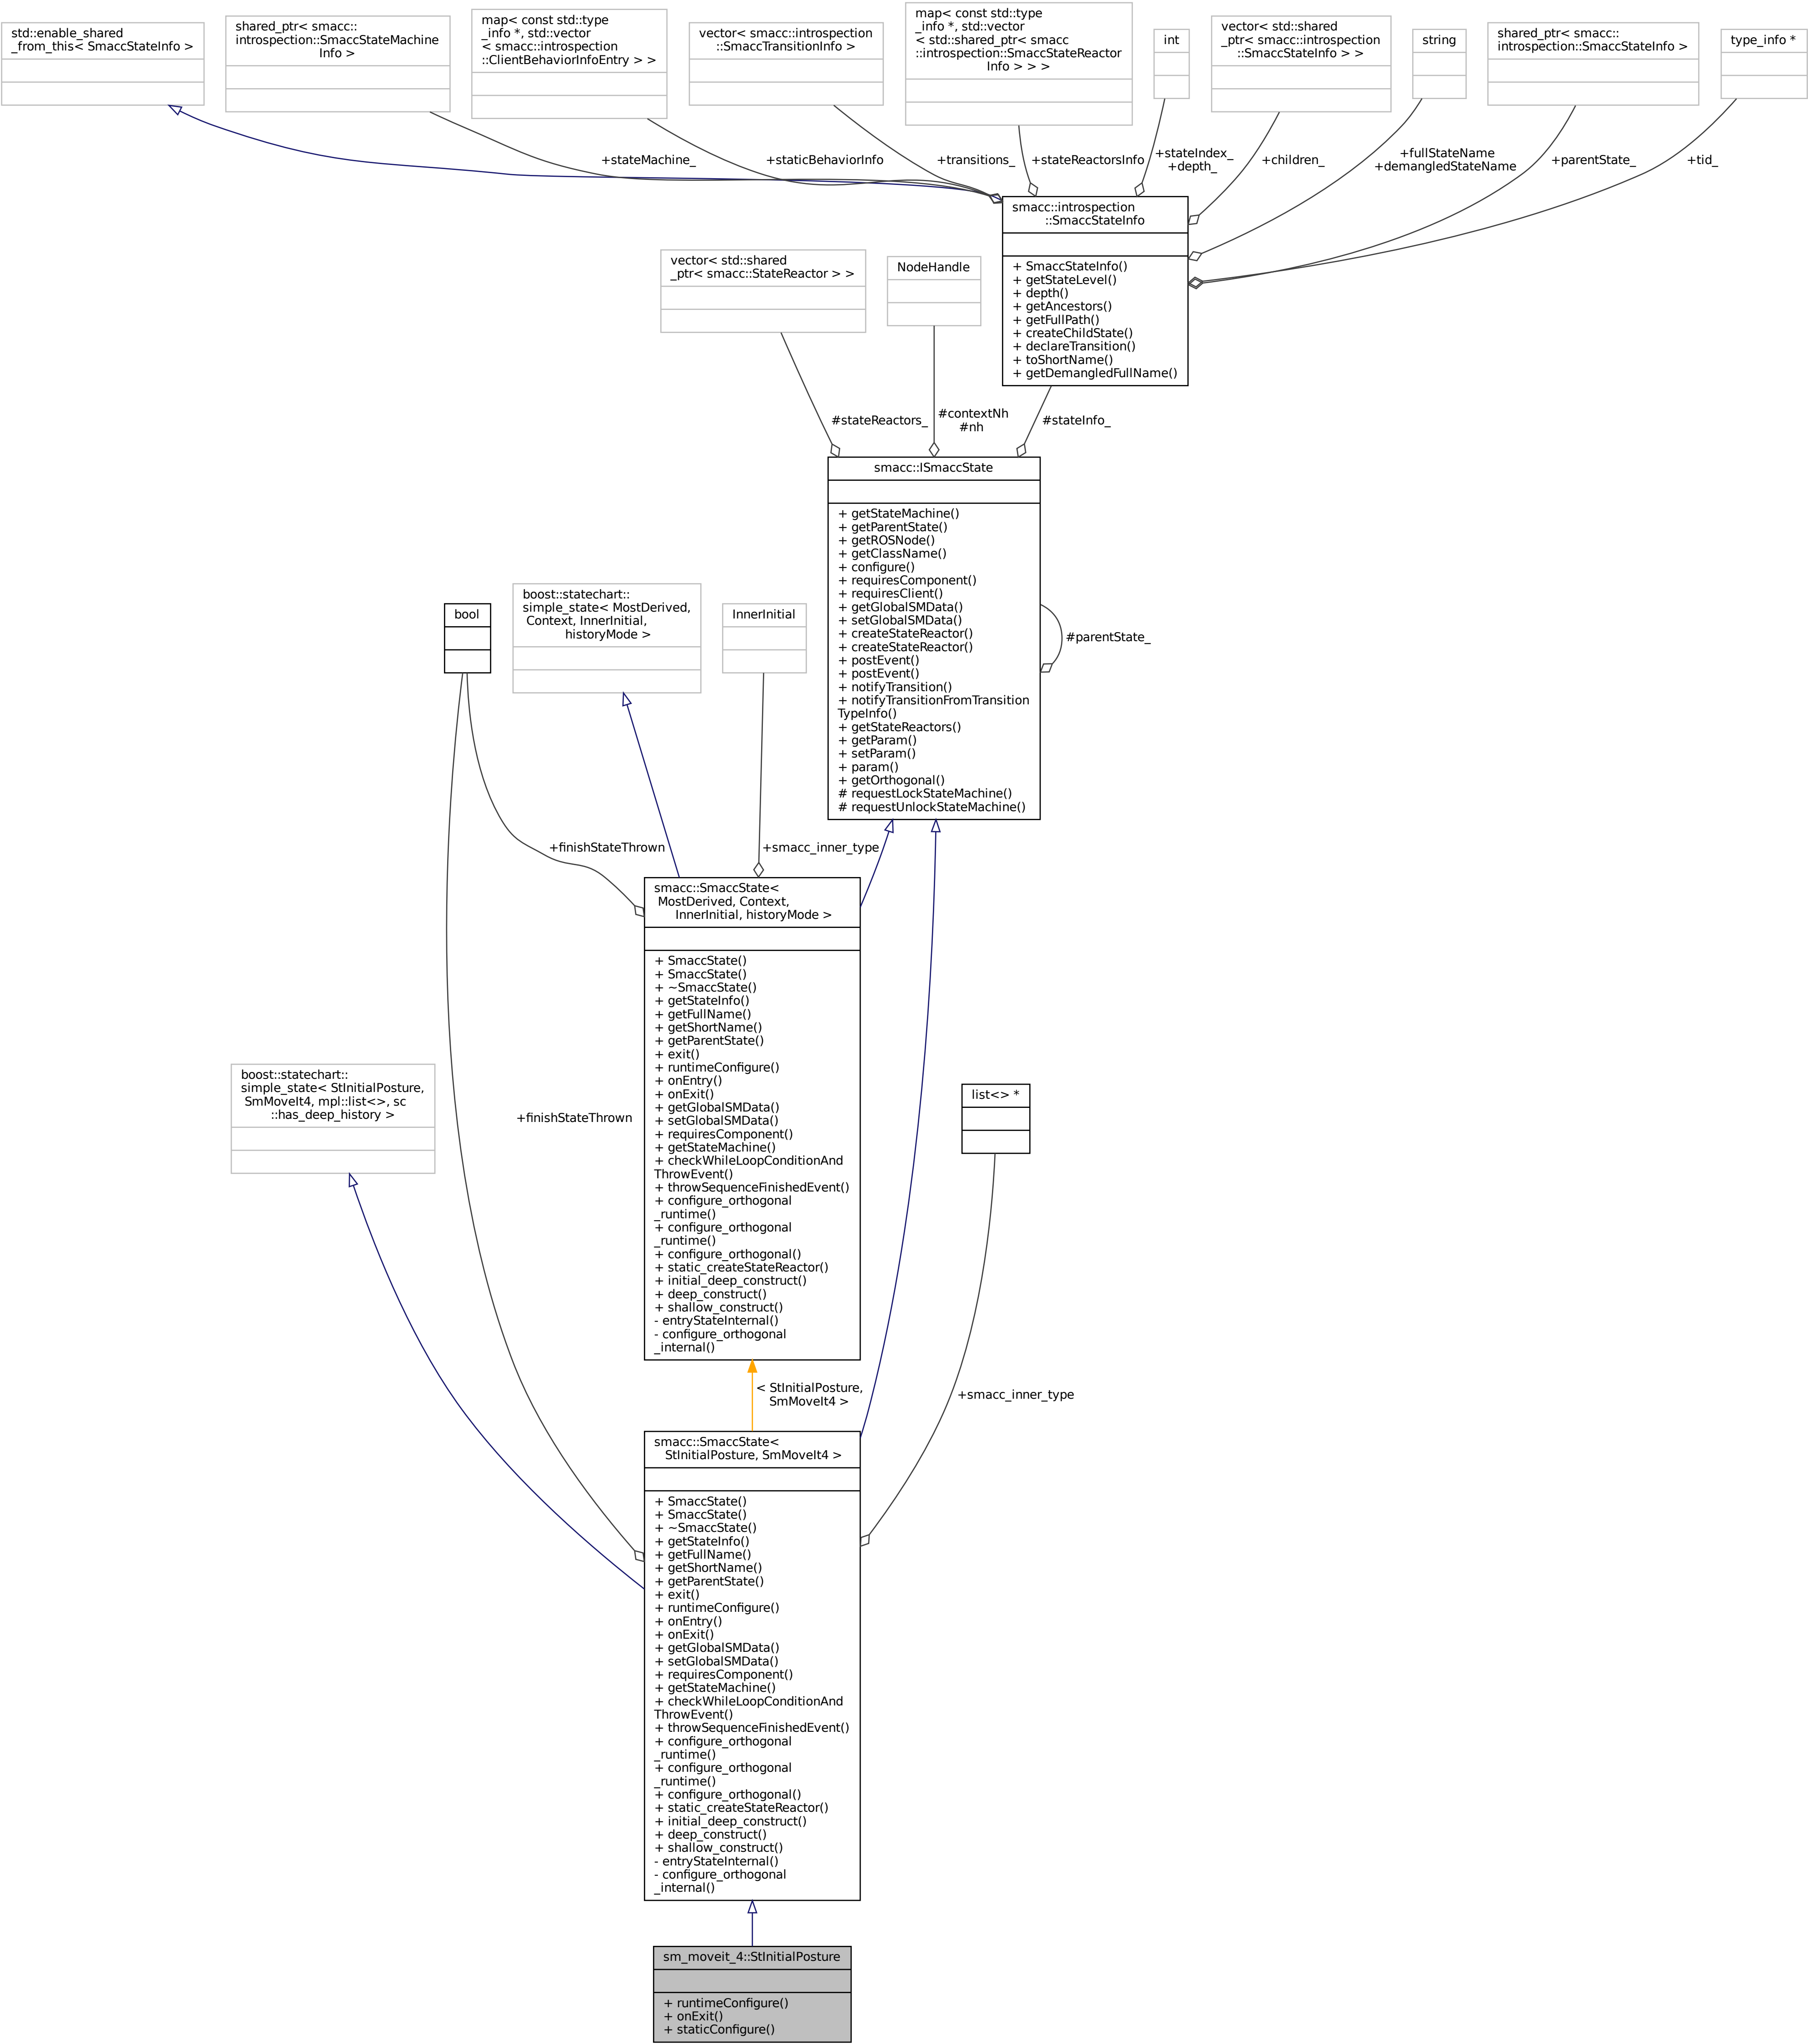 std::enable_shared
_from_this< SmaccStateInfo >
shared_ptr< smacc::
introspection::SmaccStateMachine
Info >
map< const std::type
_info *, std::vector
< smacc::introspection
::ClientBehaviorInfoEntry > >
vector< smacc::introspection
::SmaccTransitionInfo >
map< const std::type
_info *, std::vector
< std::shared_ptr< smacc
::introspection::SmaccStateReactor
Info > > >
int
vector< std::shared
_ptr< smacc::introspection
::SmaccStateInfo > >
string
shared_ptr< smacc::
introspection::SmaccStateInfo >
type_info *
+stateMachine_
+staticBehaviorInfo
+transitions_
+stateReactorsInfo
+stateIndex_
+depth_
+children_
+fullStateName
+demangledStateName
+parentState_
+tid_
smacc::introspection
::SmaccStateInfo
+ SmaccStateInfo()
+ getStateLevel()
+ depth()
+ getAncestors()
+ getFullPath()
+ createChildState()
+ declareTransition()
+ toShortName()
+ getDemangledFullName()
vector< std::shared
_ptr< smacc::StateReactor > >
NodeHandle
#stateReactors_
#contextNh
#nh
#stateInfo_
smacc::ISmaccState
+ getStateMachine()
+ getParentState()
+ getROSNode()
+ getClassName()
+ configure()
+ requiresComponent()
+ requiresClient()
+ getGlobalSMData()
+ setGlobalSMData()
+ createStateReactor()
+ createStateReactor()
+ postEvent()
+ postEvent()
+ notifyTransition()
+ notifyTransitionFromTransition
TypeInfo()
+ getStateReactors()
+ getParam()
+ setParam()
+ param()
+ getOrthogonal()
# requestLockStateMachine()
# requestUnlockStateMachine()
#parentState_
bool
boost::statechart::
simple_state< MostDerived,
Context, InnerInitial,
historyMode >
InnerInitial
+finishStateThrown
+smacc_inner_type
smacc::SmaccState<
MostDerived, Context,
InnerInitial, historyMode >
+ SmaccState()
+ SmaccState()
+ ~SmaccState()
+ getStateInfo()
+ getFullName()
+ getShortName()
+ getParentState()
+ exit()
+ runtimeConfigure()
+ onEntry()
+ onExit()
+ getGlobalSMData()
+ setGlobalSMData()
+ requiresComponent()
+ getStateMachine()
+ checkWhileLoopConditionAnd
ThrowEvent()
+ throwSequenceFinishedEvent()
+ configure_orthogonal
_runtime()
+ configure_orthogonal
_runtime()
+ configure_orthogonal()
+ static_createStateReactor()
+ initial_deep_construct()
+ deep_construct()
+ shallow_construct()
- entryStateInternal()
- configure_orthogonal
_internal()
boost::statechart::
simple_state< StInitialPosture,
SmMoveIt4, mpl::list<>, sc
::has_deep_history >
+finishStateThrown
list<> *
< StInitialPosture,
SmMoveIt4 >
+smacc_inner_type
smacc::SmaccState<
StInitialPosture, SmMoveIt4 >
+ SmaccState()
+ SmaccState()
+ ~SmaccState()
+ getStateInfo()
+ getFullName()
+ getShortName()
+ getParentState()
+ exit()
+ runtimeConfigure()
+ onEntry()
+ onExit()
+ getGlobalSMData()
+ setGlobalSMData()
+ requiresComponent()
+ getStateMachine()
+ checkWhileLoopConditionAnd
ThrowEvent()
+ throwSequenceFinishedEvent()
+ configure_orthogonal
_runtime()
+ configure_orthogonal
_runtime()
+ configure_orthogonal()
+ static_createStateReactor()
+ initial_deep_construct()
+ deep_construct()
+ shallow_construct()
- entryStateInternal()
- configure_orthogonal
_internal()
sm_moveit_4::StInitialPosture
+ runtimeConfigure()
+ onExit()
+ staticConfigure()